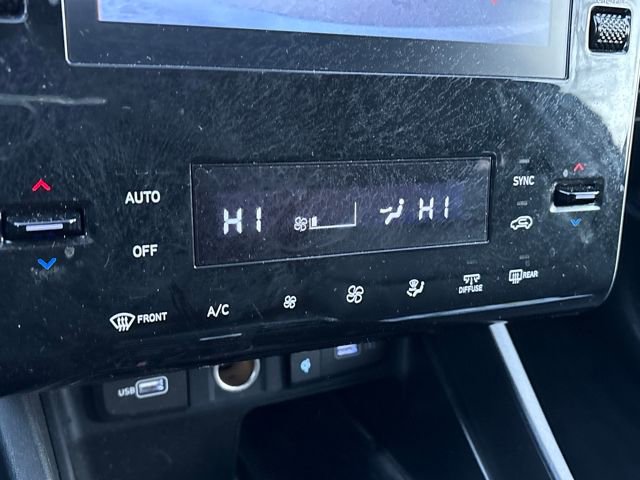 AUTO
SYNC
HI HI
OFF
FRONT
A/C
DIFFUSE
REAR
USB